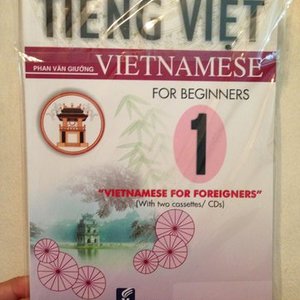 TIẾNG VIỆT
PHAN VĂN GIƯỠNG
VIETNAMESE
FOR BEGINNERS
1
"VIETNAMESE FOR FOREIGNERS"
(With two cassettes/ CDs)